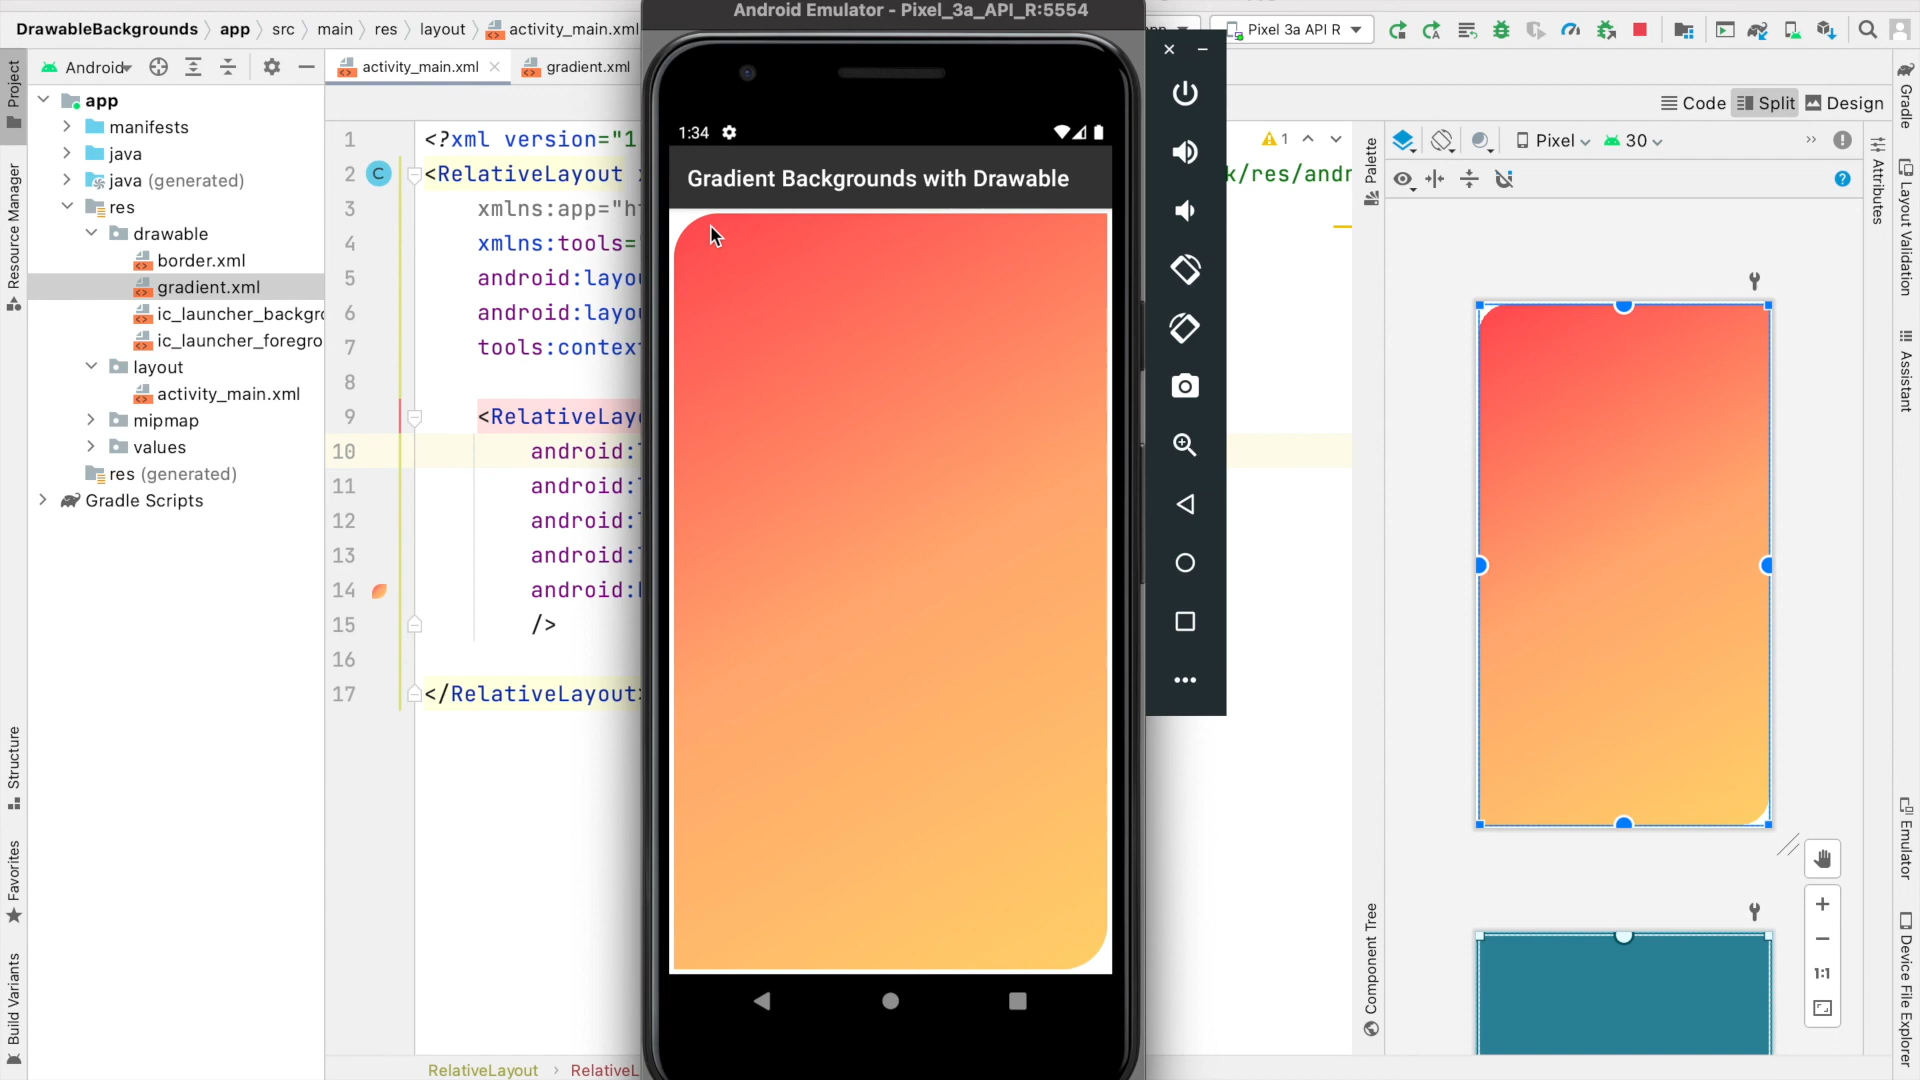 Android Emulator - Pixel_3a_API_R:5554
DrawableBackgrounds
app
src
main
res
layout
activity_main.xml
Pixel 3a API R
Android
activity_main.xml
gradient.xml
Code
Split
Design
Project
Resource Manager
Structure
Favorites
Build Variants
app
manifests
java
java (generated)
res
drawable
border.xml
gradient.xml
ic_launcher_backgro
ic_launcher_foregro
layout
activity_main.xml
mipmap
values
res (generated)
Gradle Scripts
1 <?xml version="1
2 <RelativeLayout
3 xmlns:app="h
4 xmlns:tools=
5 android:layou
6 android:layou
7 tools:contex
8
9 <RelativeLay
10 android:
11 android:
12 android:
13 android:
14 android:
15 />
16
17 </RelativeLayout
C
k/res/andr
1
1:34
Gradient Backgrounds with Drawable
Palette
Component Tree
Pixel
30
?
1:1
Attributes
Gradle
Layout Validation
Assistant
Emulator
Device File Explorer
RelativeLayout
RelativeL